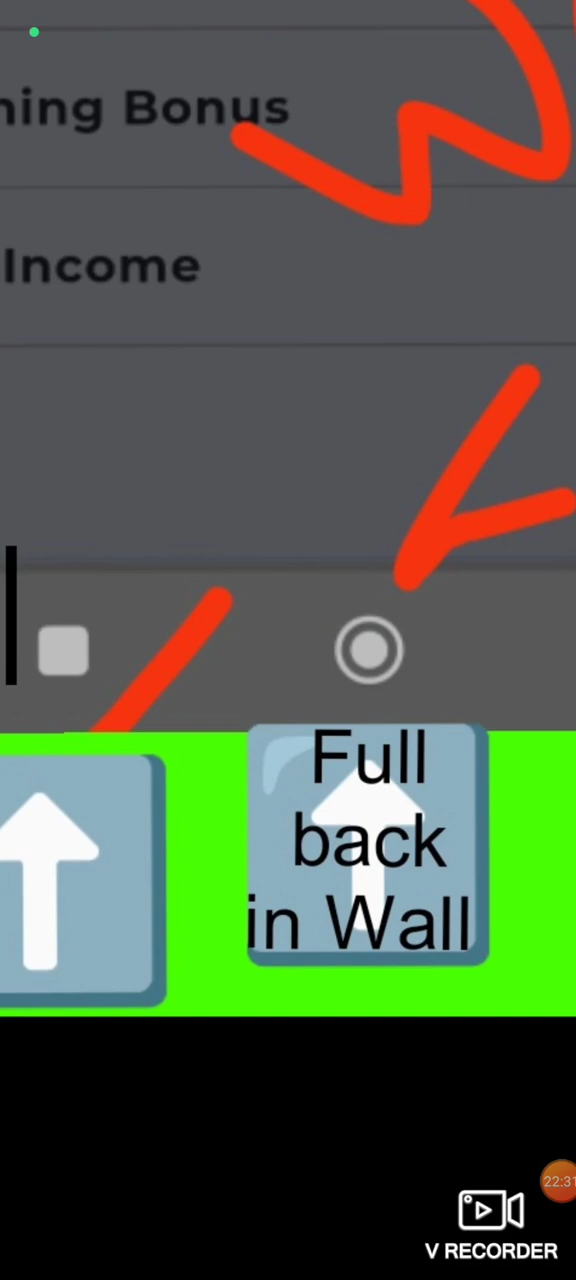 ning Bonus
Income
Full
back
in Wall
22:31
V RECORDER